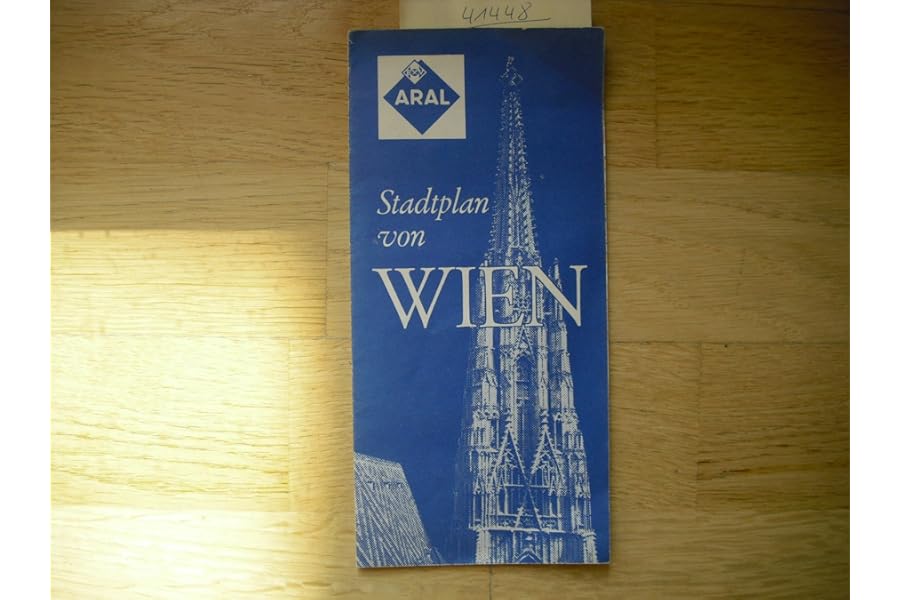 41448
ARAL
Stadtplan
von
WIEN